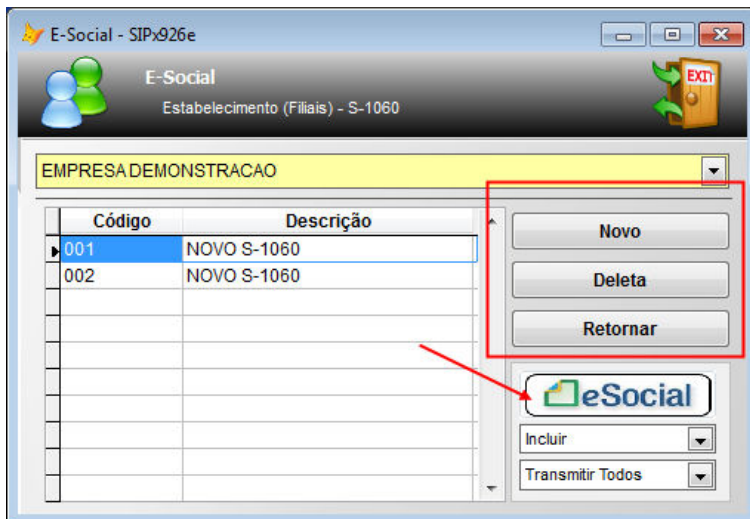 E-Social - SIPx926e
E-Social
Estabelecimento (Filiais) - S-1060
EXIT
EMPRESA DEMONSTRACAO
Código Descrição
001 NOVO S-1060
002 NOVO S-1060
Novo
Deleta
Retornar
eSocial
Incluir
Transmitir Todos